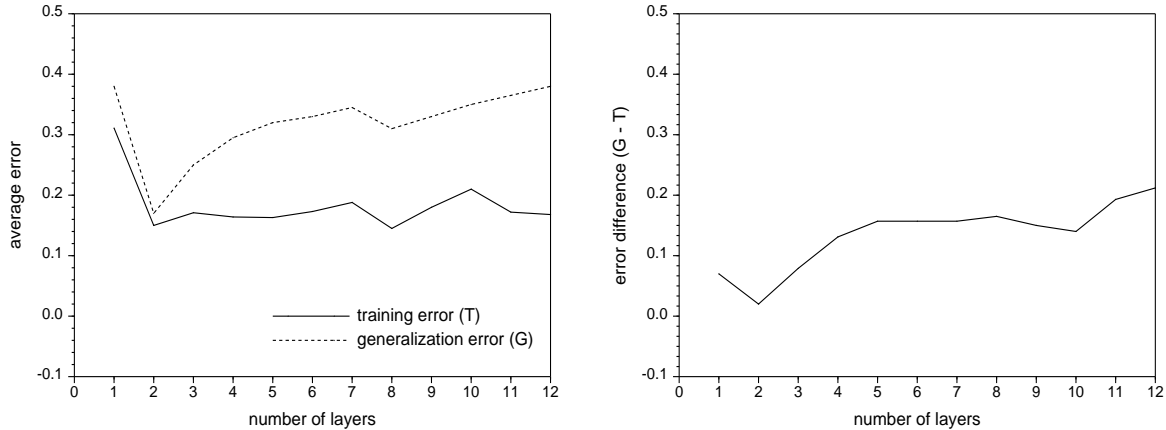 0.5
0.4
0.3
0.2
0.1
0.0
-0.1
average error
training error (T)
generalization error (G)
0 1 2 3 4 5 6 7 8 9 10 11 12
number of layers
0.5
0.4
0.3
0.2
0.1
0.0
-0.1
error difference (G - T)
0 1 2 3 4 5 6 7 8 9 10 11 12
number of layers